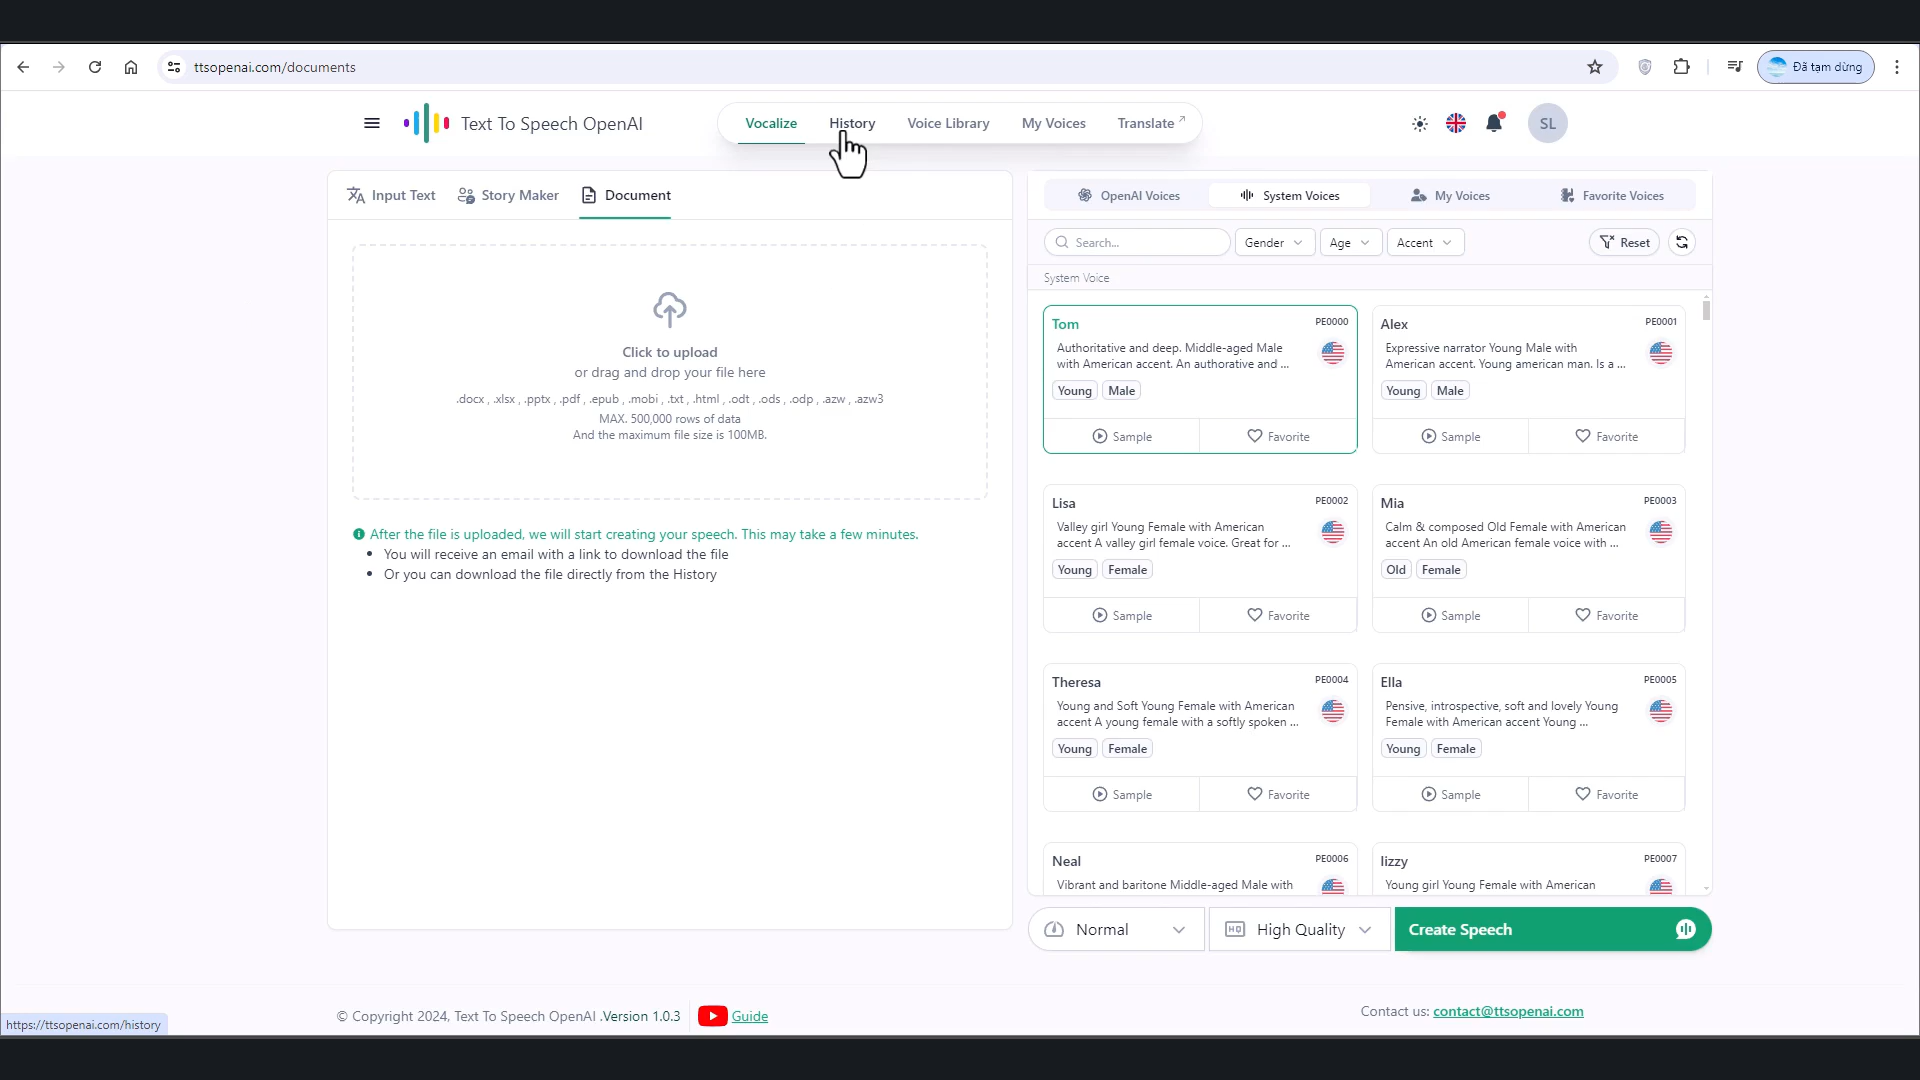 ttsopenai.com/documents
Đã tạm dừng
Text To Speech OpenAI
Vocalize
History
Voice Library
My Voices
Translate
SL
Input Text
Story Maker
Document
Click to upload
or drag and drop your file here
.docx , .xlsx , .pptx , .pdf , .epub , .mobi , .txt , .html , .odt , .ods , .odp , .azw , .azw3
MAX. 500,000 rows of data
And the maximum file size is 100MB.
After the file is uploaded, we will start creating your speech. This may take a few minutes.
You will receive an email with a link to download the file
Or you can download the file directly from the History
OpenAI Voices
System Voices
My Voices
Favorite Voices
Search...
Gender
Age
Accent
Reset
System Voice
Tom
PE0000
Authoritative and deep. Middle-aged Male
with American accent. An authorative and ...
Young
Male
Sample
Favorite
Alex
PE0001
Expressive narrator Young Male with
American accent. Young american man. Is a ...
Young
Male
Sample
Favorite
Lisa
PE0002
Valley girl Young Female with American
accent A valley girl female voice. Great for ...
Young
Female
Sample
Favorite
Mia
PE0003
Calm & composed Old Female with American
accent An old American female voice with ...
Old
Female
Sample
Favorite
Theresa
PE0004
Young and Soft Young Female with American
accent A young female with a softly spoken ...
Young
Female
Sample
Favorite
Ella
PE0005
Pensive, introspective, soft and lovely Young
Female with American accent Young ...
Young
Female
Sample
Favorite
Neal
PE0006
Vibrant and baritone Middle-aged Male with
lizzy
PE0007
Young girl Young Female with American
Normal
HQ
High Quality
Create Speech
© Copyright 2024, Text To Speech OpenAI .Version 1.0.3
Guide
Contact us: contact@ttsopenai.com
https://ttsopenai.com/history